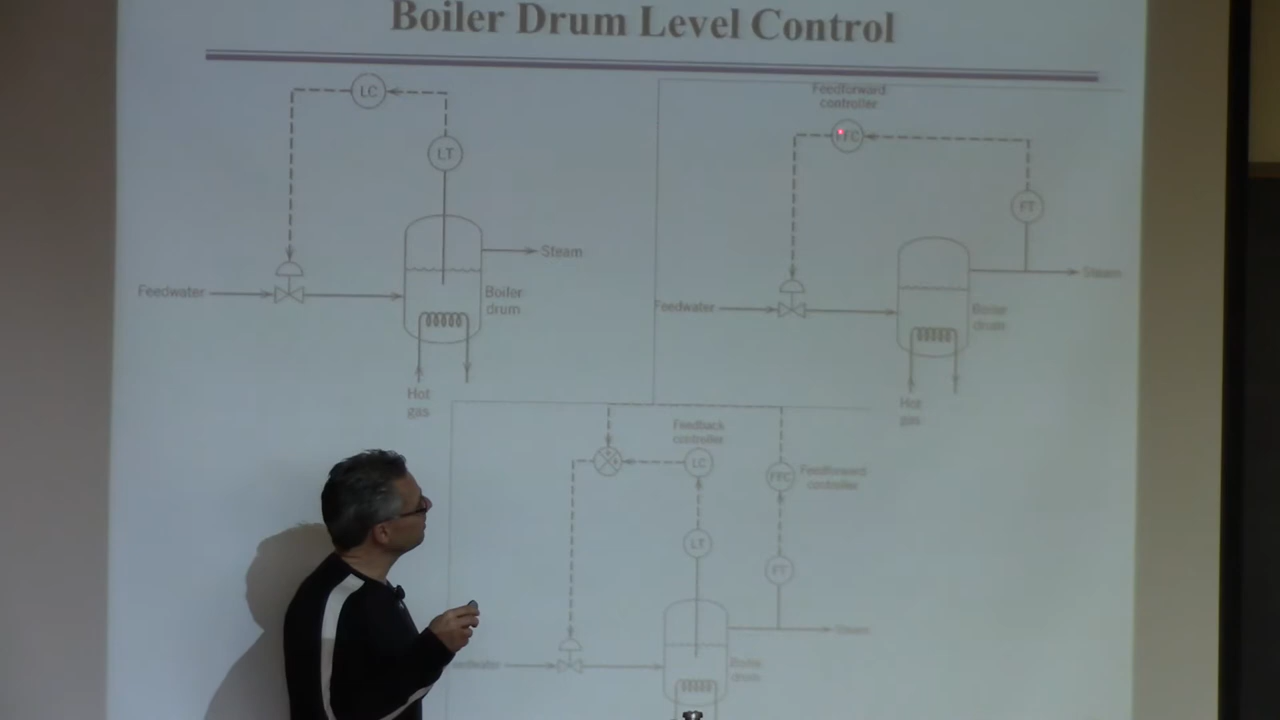 Boiler Drum Level Control
LC
LT
Steam
Feedwater
Boiler
drum
Hot
gas
Feedforward
controller
FFC
FT
Steam
Feedwater
Boiler
drum
Hot
gas
Feedback
controller
LC
FFC
Feedforward
controller
LT
FT
Steam
Boiler
drum